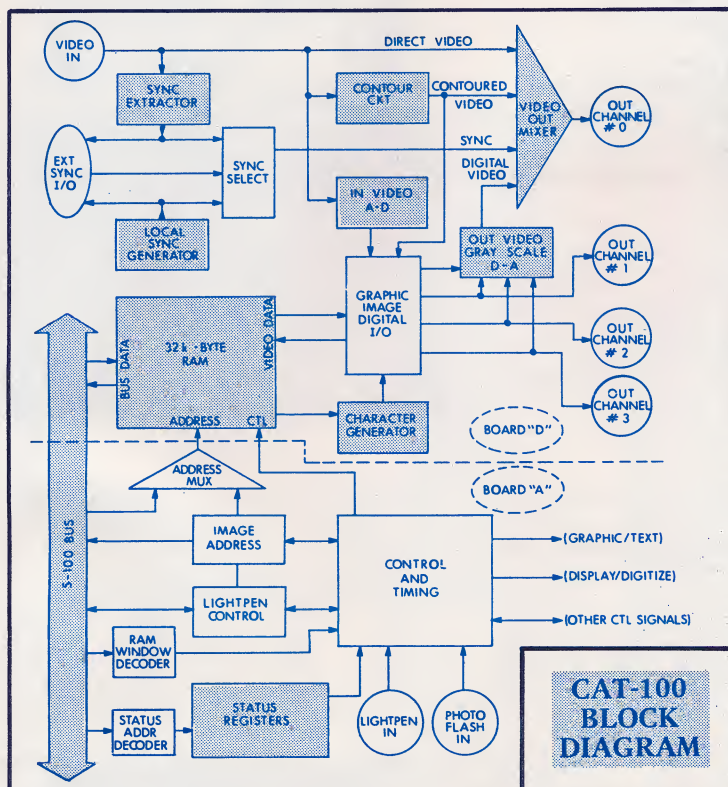 VIDEO
IN
DIRECT VIDEO
SYNC
EXTRACTOR
CONTOUR
CKT
CONTOURED
VIDEO
VIDEO
OUT
MIXER
OUT
CHANNEL
# 0
EXT
SYNC
I/O
SYNC
SELECT
SYNC
DIGITAL
VIDEO
LOCAL
SYNC
GENERATOR
IN VIDEO
A-D
OUT VIDEO
GRAY SCALE
D-A
OUT
CHANNEL
# 1
GRAPHIC
IMAGE
DIGITAL
I/O
BUS DATA
32k-BYTE
RAM
VIDEO DATA
ADDRESS
CTL
OUT
CHANNEL
# 2
CHARACTER
GENERATOR
OUT
CHANNEL
# 3
BOARD "D"
BOARD "A"
S-100 BUS
ADDRESS
MUX
IMAGE
ADDRESS
LIGHTPEN
CONTROL
CONTROL
AND
TIMING
(GRAPHIC/TEXT)
(DISPLAY/DIGITIZE)
(OTHER CTL SIGNALS)
RAM
WINDOW
DECODER
STATUS
ADDR
DECODER
STATUS
REGISTERS
LIGHTPEN
IN
PHOTO
FLASH
IN
CAT-100
BLOCK
DIAGRAM